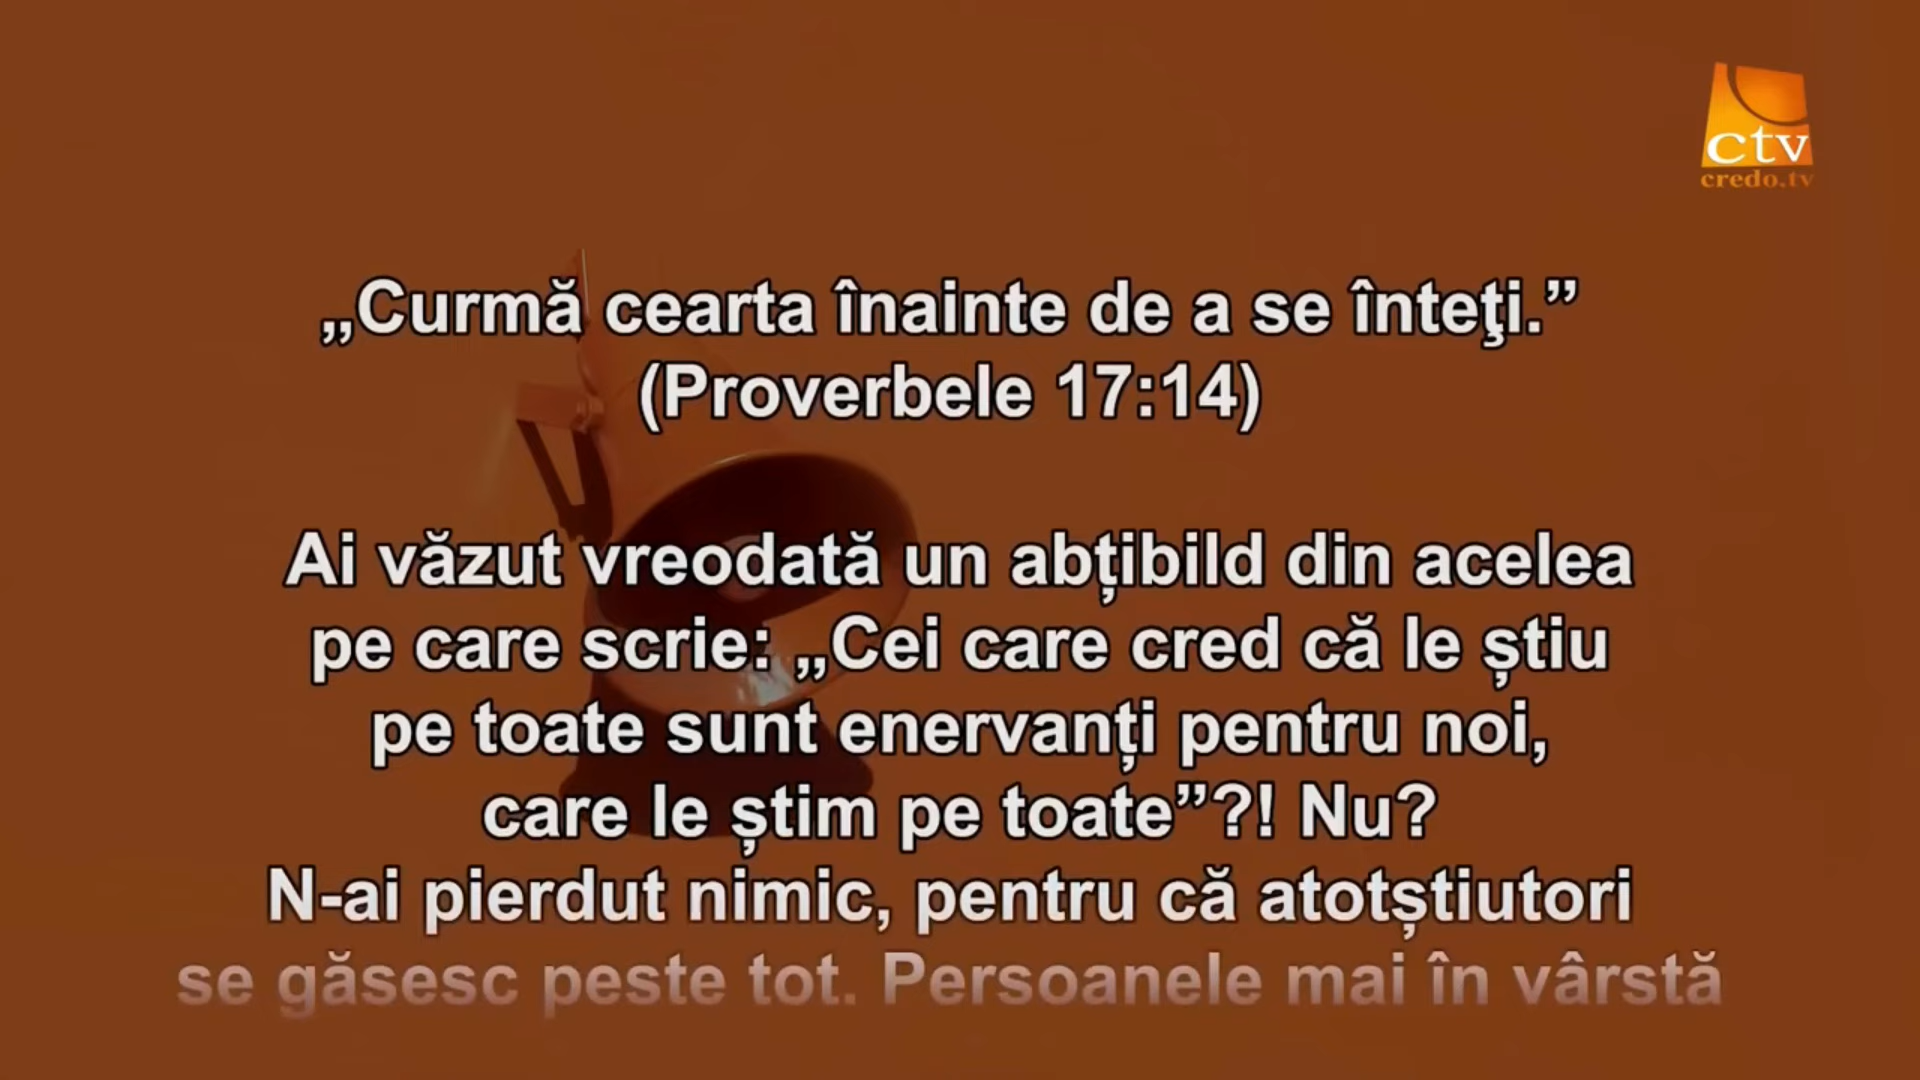 ctv
credo.tv
„Curmă cearta înainte de a se înteţi.”
(Proverbele 17:14)
Ai văzut vreodată un abțibild din acelea
pe care scrie: „Cei care cred că le știu
pe toate sunt enervanți pentru noi,
care le știm pe toate”?! Nu?
N-ai pierdut nimic, pentru că atotștiutori
se găsesc peste tot. Persoanele mai în vârstă